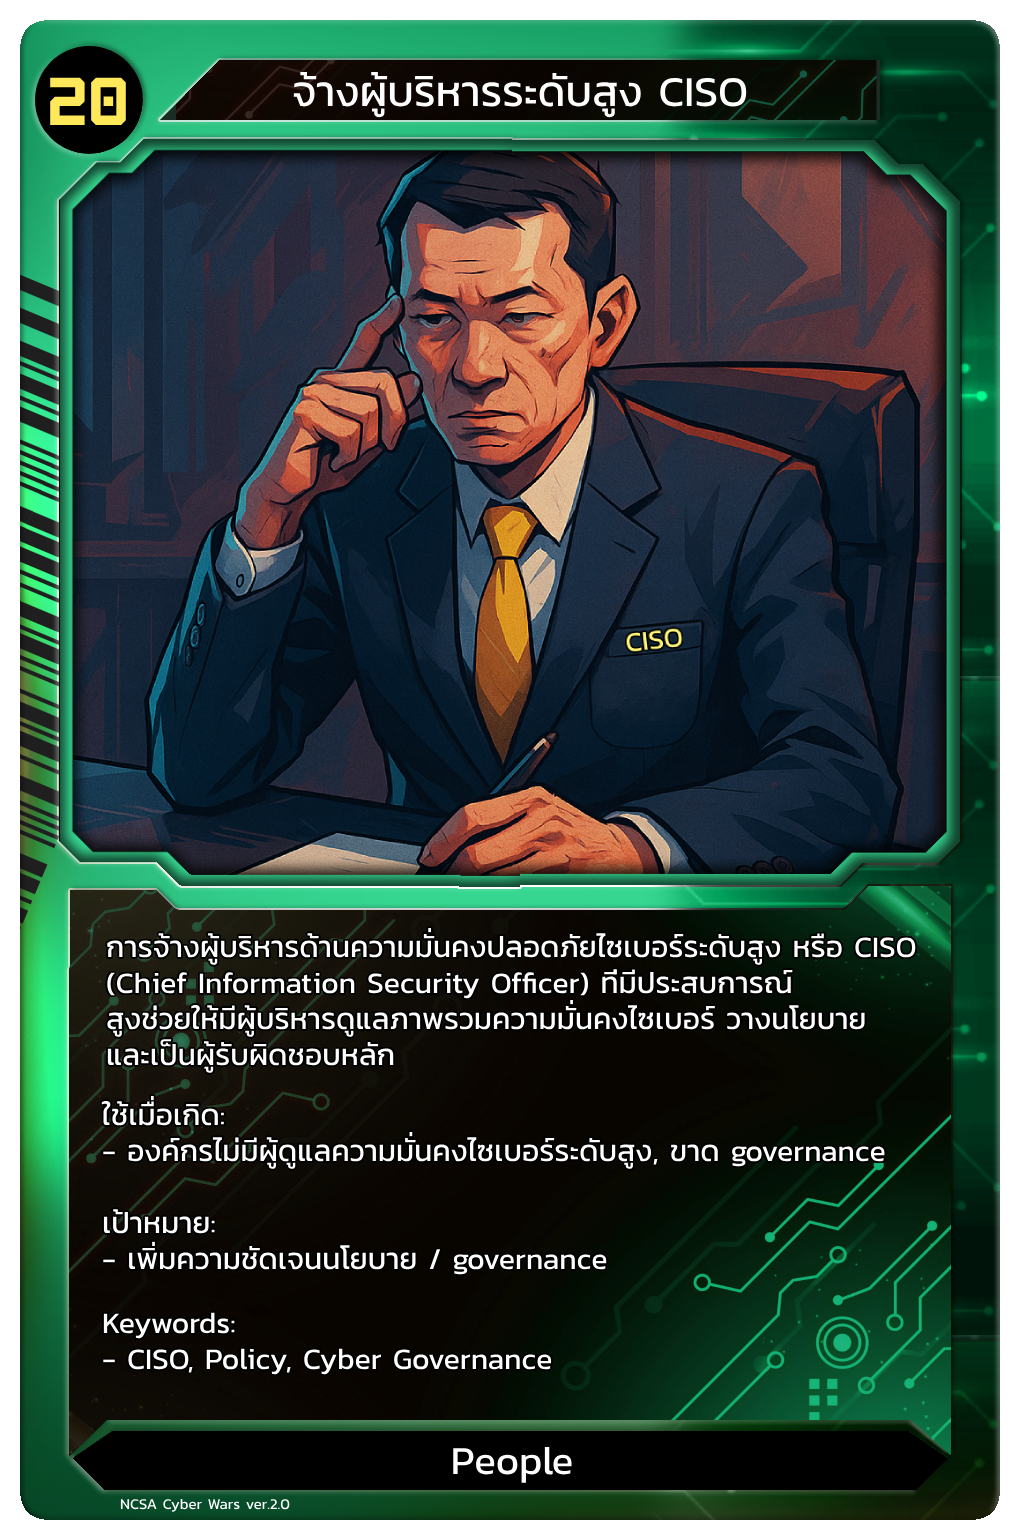 20
จ้างผู้บริหารระดับสูง CISO
CISO
การจ้างผู้บริหารด้านความมั่นคงปลอดภัยไซเบอร์ระดับสูง หรือ CISO
(Chief Information Security Officer) ที่มีประสบการณ์
สูงช่วยให้มีผู้บริหารดูแลภาพรวมความมั่นคงไซเบอร์ วางนโยบาย
และเป็นผู้รับผิดชอบหลัก
ใช้เมื่อเกิด:
- องค์กรไม่มีผู้ดูแลความมั่นคงไซเบอร์ระดับสูง, ขาด governance
เป้าหมาย:
- เพิ่มความชัดเจนนโยบาย / governance
Keywords:
- CISO, Policy, Cyber Governance
People
NCSA Cyber Wars ver.2.0